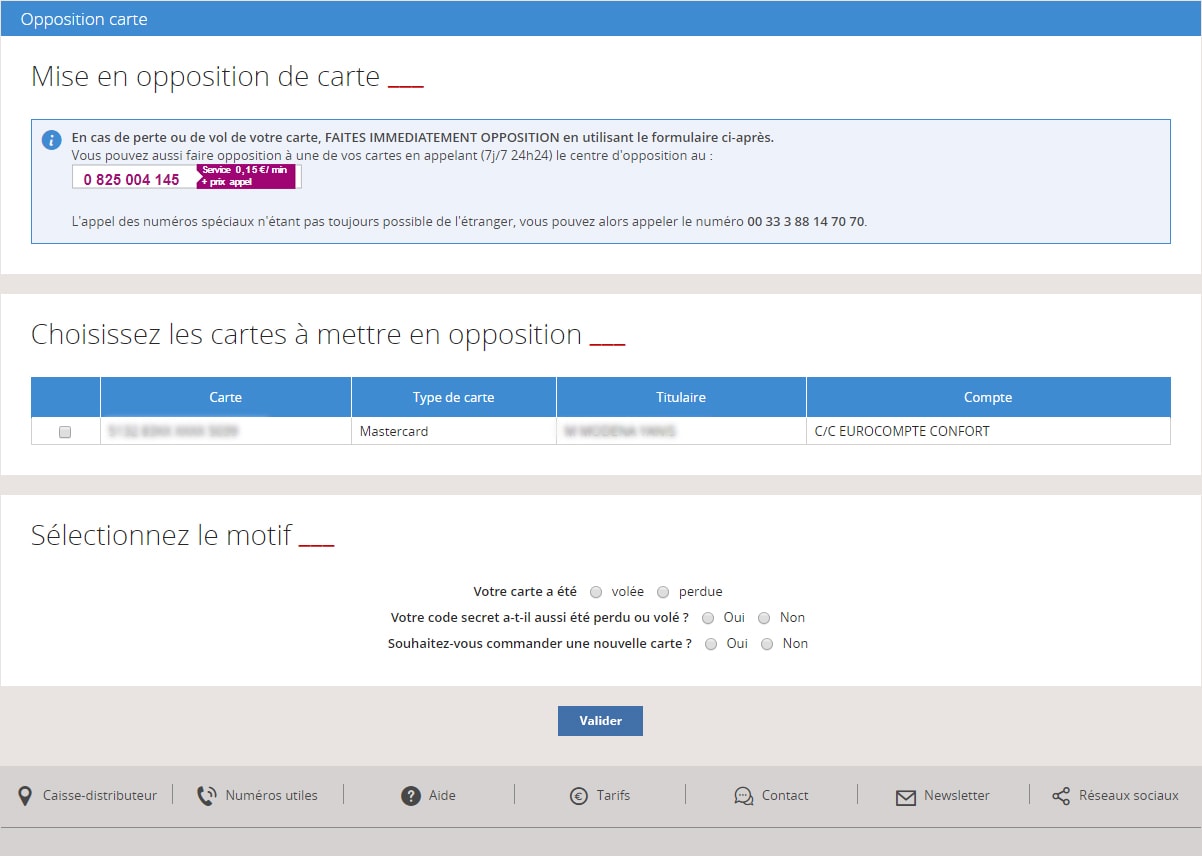 Opposition carte
Mise en opposition de carte ___
En cas de perte ou de vol de votre carte, FAITES IMMEDIATEMENT OPPOSITION en utilisant le formulaire ci-après.
Vous pouvez aussi faire opposition à une de vos cartes en appelant (7j/7 24h24) le centre d'opposition au :
0 825 004 145 Service 0,15 €/ min
+ prix appel
L'appel des numéros spéciaux n'étant pas toujours possible de l'étranger, vous pouvez alors appeler le numéro 00 33 3 88 14 70 70.
Choisissez les cartes à mettre en opposition ___
Carte Type de carte Titulaire Compte
Mastercard C/C EUROCOMPTE CONFORT
Sélectionnez le motif ___
Votre carte a été volée perdue
Votre code secret a-t-il aussi été perdu ou volé ? Oui Non
Souhaitez-vous commander une nouvelle carte ? Oui Non
Valider
Caisse-distributeur Numéros utiles Aide Tarifs Contact Newsletter Réseaux sociaux